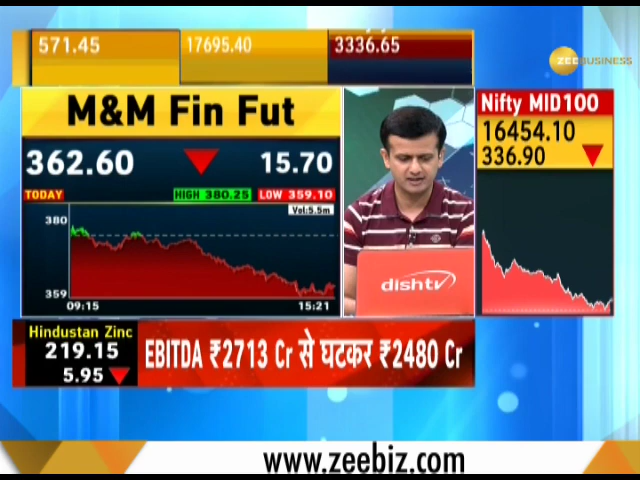 571.45
17695.40
3336.65
ZEE BUSINESS
M&M Fin Fut
362.60 15.70
TODAY HIGH 380.25 LOW 359.10
Vol:5.5m
380
359
09:15 15:21
dishtv
Nifty MID100
16454.10
336.90
Hindustan Zinc
219.15
5.95
EBITDA ₹2713 Cr से घटकर ₹2480 Cr
www.zeebiz.com